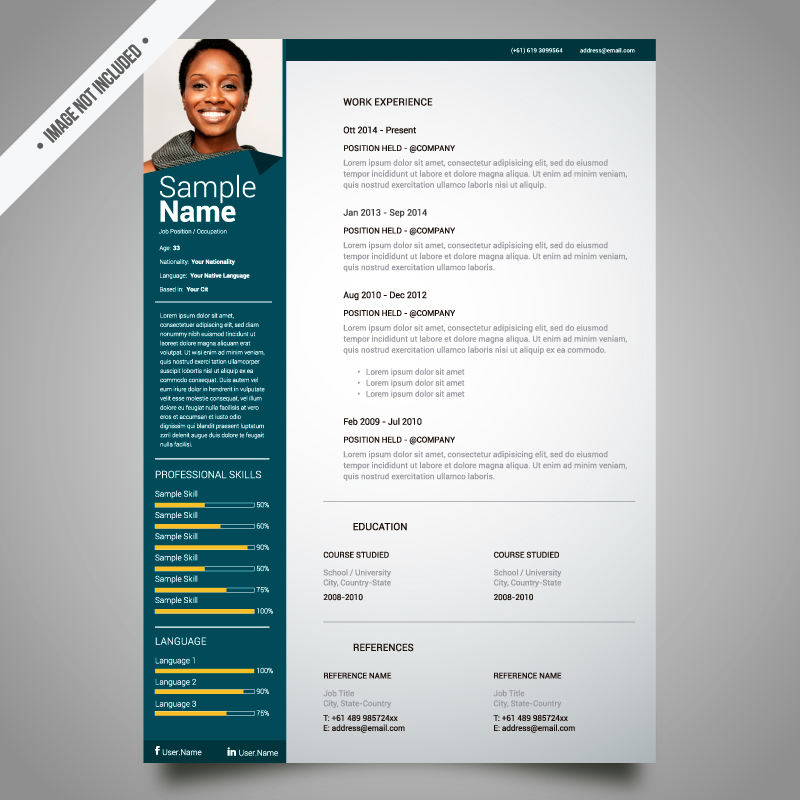 IMAGE NOT INCLUDED
Sample
Name
Job Position / Occupation
Age: 33
Nationality: Your Nationality
Language: Your Native Language
Based in: Your Cit
Lorem ipsum dolor sit amet,
consectetuer adipiscing elit, sed diam
nonummy nibh euismod tincidunt ut
laoreet dolore magna aliquam erat
volutpat. Ut wisi enim ad minim veniam,
quis nostrud exerci tation ullamcorper
suscipit lobortis nisl ut aliquip ex ea
commodo consequat. Duis autem vel
eum iriure dolor in hendrerit in vulputate
velit esse molestie consequat, vel illum
dolore eu feugiat nulla facilisis at vero
eros et accumsan et iusto odio
dignissim qui blandit praesent luptatum
zzril delenit augue duis dolore te feugait
nulla facilisi.
PROFESSIONAL SKILLS
Sample Skill
50%
Sample Skill
60%
Sample Skill
90%
Sample Skill
50%
Sample Skill
75%
Sample Skill
100%
LANGUAGE
Language 1
100%
Language 2
90%
Language 3
75%
f User.Name in User.Name
(+61) 619 3099564 address@email.com
WORK EXPERIENCE
Ott 2014 - Present
POSITION HELD - @COMPANY
Lorem ipsum dolor sit amet, consectetur adipisicing elit, sed do eiusmod
tempor incididunt ut labore et dolore magna aliqua. Ut enim ad minim veniam,
quis nostrud exercitation ullamco laboris nisi ut aliquip.
Jan 2013 - Sep 2014
POSITION HELD - @COMPANY
Lorem ipsum dolor sit amet, consectetur adipisicing elit, sed do eiusmod
tempor incididunt ut labore et dolore magna aliqua. Ut enim ad minim veniam,
quis nostrud exercitation ullamco laboris.
Aug 2010 - Dec 2012
POSITION HELD - @COMPANY
Lorem ipsum dolor sit amet, consectetur adipisicing elit, sed do eiusmod
tempor incididunt ut labore et dolore magna aliqua. Ut enim ad minim veniam,
quis nostrud exercitation ullamco laboris nisi ut aliquip ex ea commodo.
• Lorem ipsum dolor sit amet
• Lorem ipsum dolor sit amet
• Lorem ipsum dolor sit amet
Feb 2009 - Jul 2010
POSITION HELD - @COMPANY
Lorem ipsum dolor sit amet, consectetur adipisicing elit, sed do eiusmod
tempor incididunt ut labore et dolore magna aliqua. Ut enim ad minim veniam,
quis nostrud exercitation ullamco laboris.
EDUCATION
COURSE STUDIED
School / University
City, Country-State
2008-2010
COURSE STUDIED
School / University
City, Country-State
2008-2010
REFERENCES
REFERENCE NAME
Job Title
City, State-Country
T: +61 489 985724xx
E: address@email.com
REFERENCE NAME
Job Title
City, State-Country
T: +61 489 985724xx
E: address@email.com